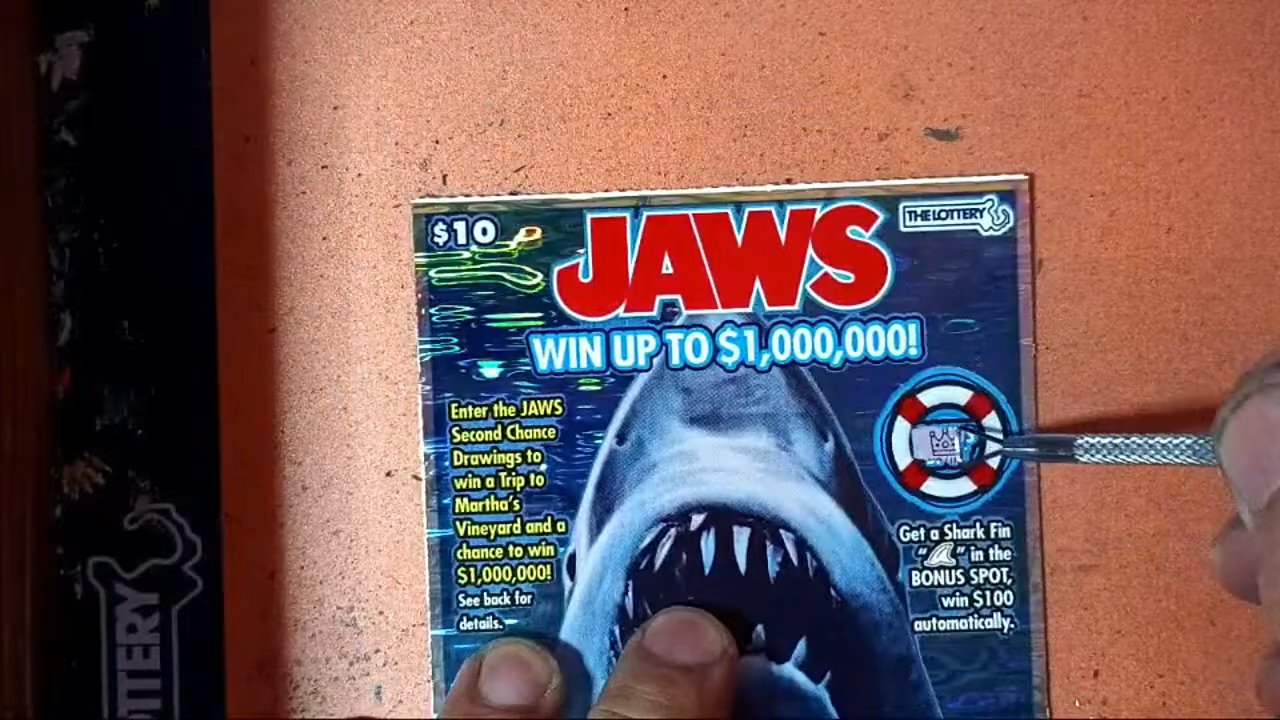 $10
JAWS
THE LOTTERY
WIN UP TO $1,000,000!
Enter the JAWS
Second Chance
Drawings to
win a Trip to
Martha's
Vineyard and a
chance to win
$1,000,000!
See back for
details.
Get a Shark Fin
" " in the
BONUS SPOT,
win $100
automatically.
OTTERY